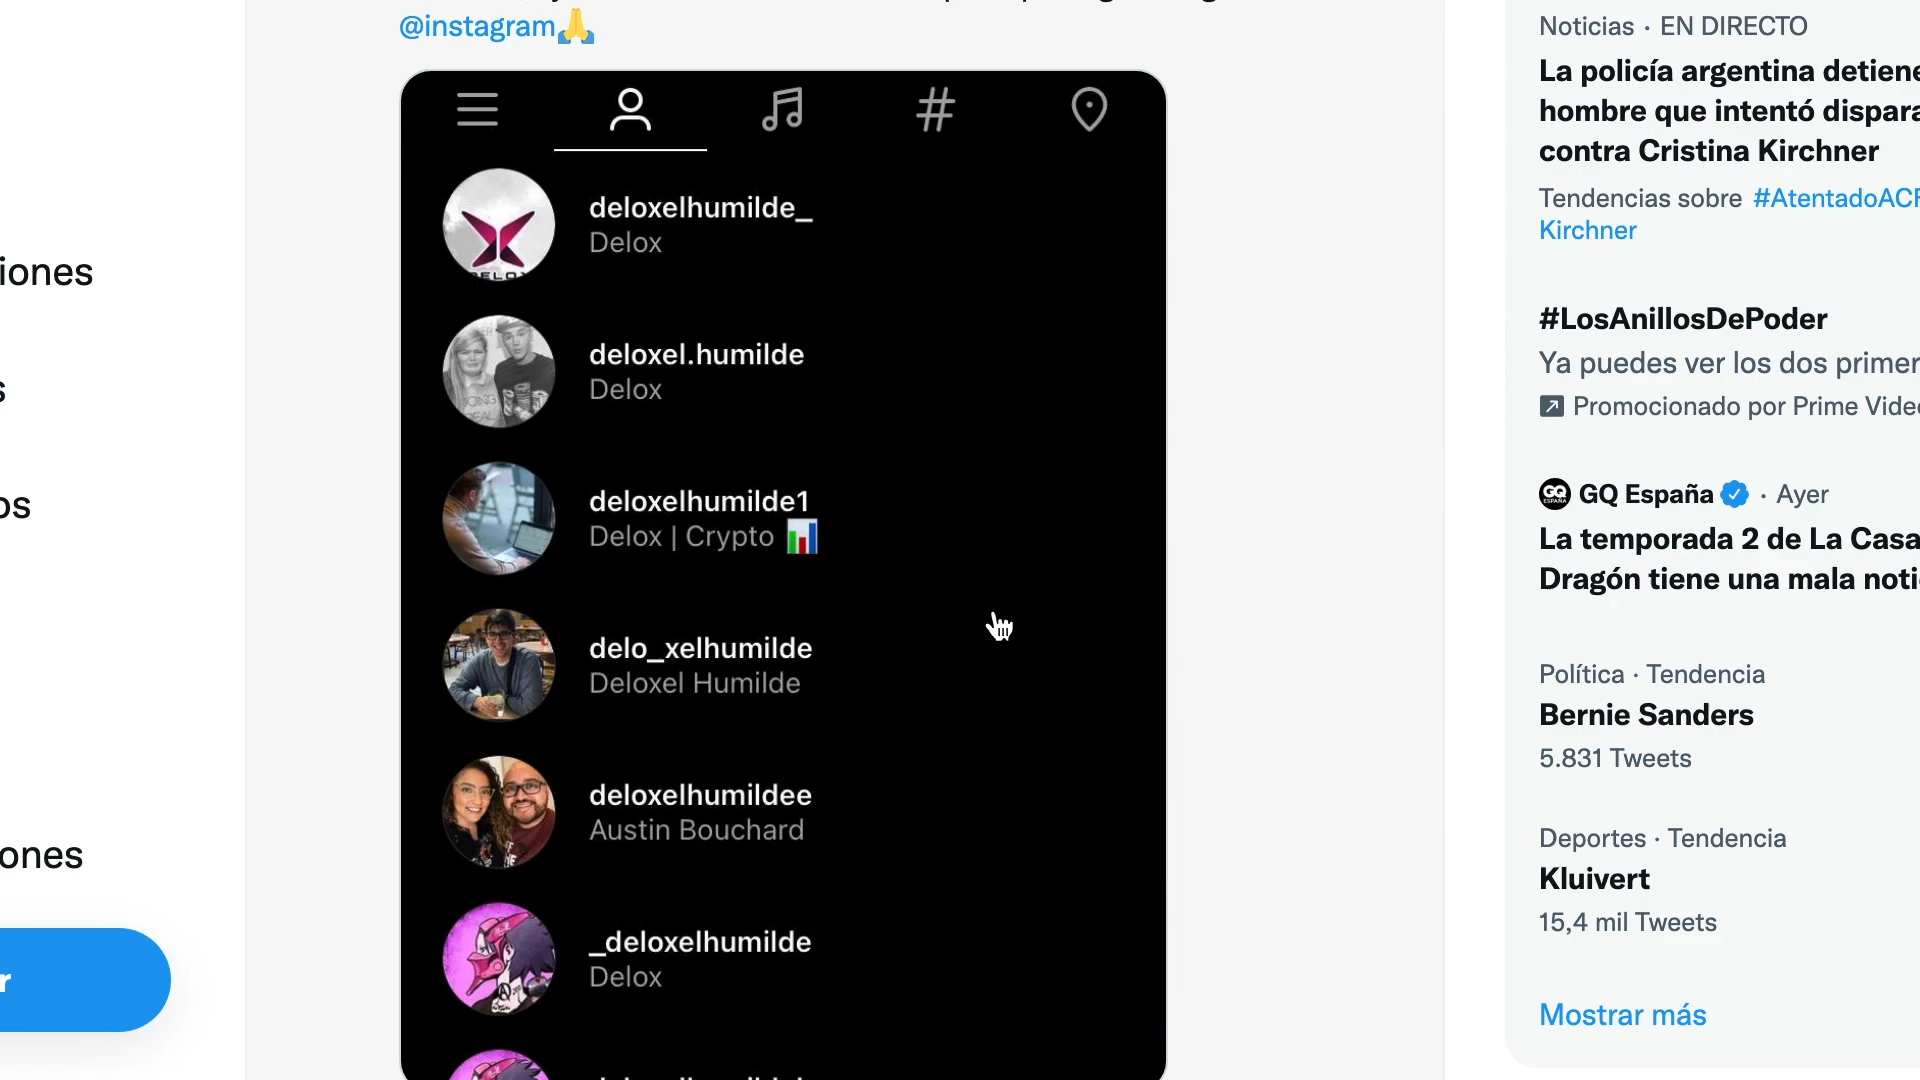 @instagram🙏
iones
s
os
ones
r
deloxelhumilde_
Delox
deloxel.humilde
Delox
deloxelhumilde1
Delox | Crypto 📊
delo_xelhumilde
Deloxel Humilde
deloxelhumildee
Austin Bouchard
_deloxelhumilde
Delox
Noticias · EN DIRECTO
La policía argentina detiene
hombre que intentó dispara
contra Cristina Kirchner
Tendencias sobre #AtentadoACF
Kirchner
#LosAnillosDePoder
Ya puedes ver los dos primer
Promocionado por Prime Vide
GQ España · Ayer
La temporada 2 de La Casa
Dragón tiene una mala noti
Política · Tendencia
Bernie Sanders
5.831 Tweets
Deportes · Tendencia
Kluivert
15,4 mil Tweets
Mostrar más